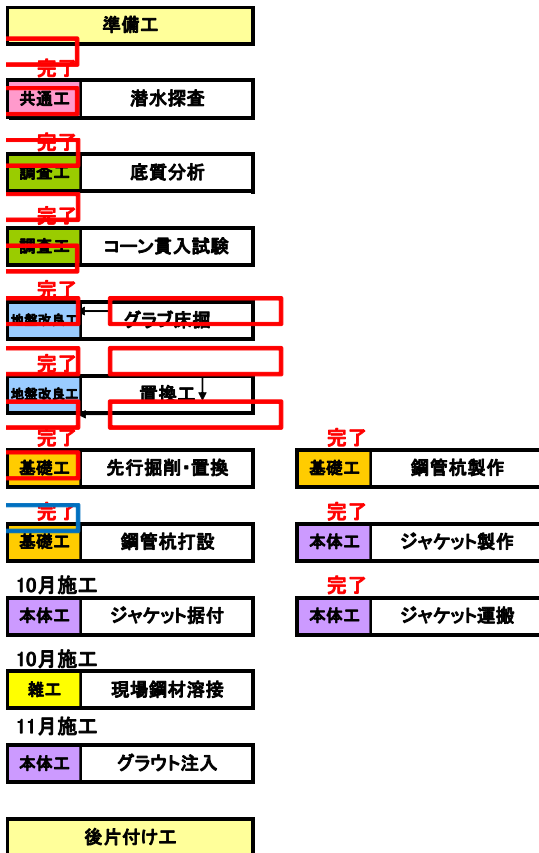 準備工
完了
共通工 潜水探査
完了
調査工 底質分析
完了
調査工 コーン貫入試験
完了
地盤改良工 グラブ床掘
完了
地盤改良工 置換工
完了 完了
基礎工 先行掘削・置換 基礎工 鋼管杭製作
完了 完了
基礎工 鋼管杭打設 本体工 ジャケット製作
10月施工 完了
本体工 ジャケット据付 本体工 ジャケット運搬
10月施工
雑工 現場鋼材溶接
11月施工
本体工 グラウト注入
後片付け工